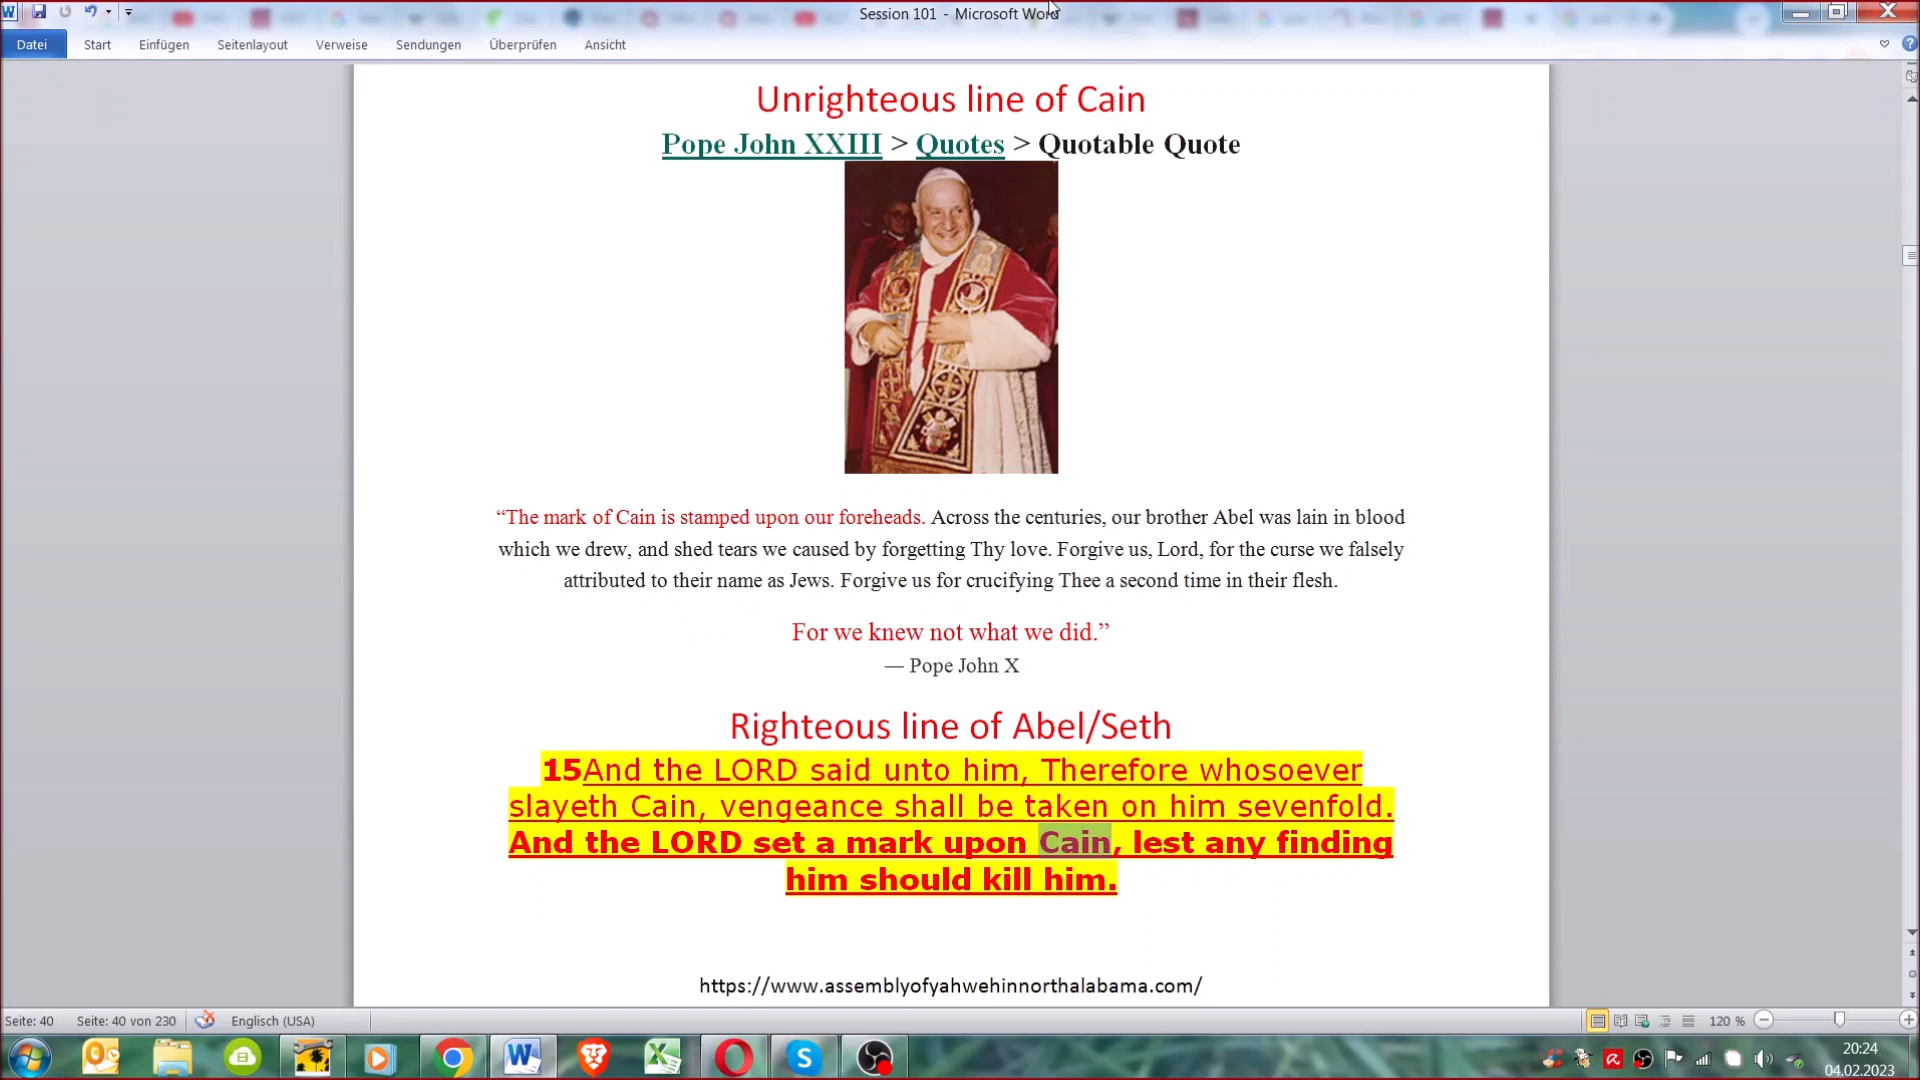 Session 101 - Microsoft Word
Datei Start Einfügen Seitenlayout Verweise Sendungen Überprüfen Ansicht
Unrighteous line of Cain
Pope John XXIII > Quotes > Quotable Quote
“The mark of Cain is stamped upon our foreheads. Across the centuries, our brother Abel was lain in blood
which we drew, and shed tears we caused by forgetting Thy love. Forgive us, Lord, for the curse we falsely
attributed to their name as Jews. Forgive us for crucifying Thee a second time in their flesh.
For we knew not what we did.”
— Pope John X
Righteous line of Abel/Seth
15And the LORD said unto him, Therefore whosoever
slayeth Cain, vengeance shall be taken on him sevenfold.
And the LORD set a mark upon Cain, lest any finding
him should kill him.
https://www.assemblyofyahwehinnorthalabama.com/
Seite: 40 Seite: 40 von 230 Englisch (USA) 120 %
20:24
04.02.2023